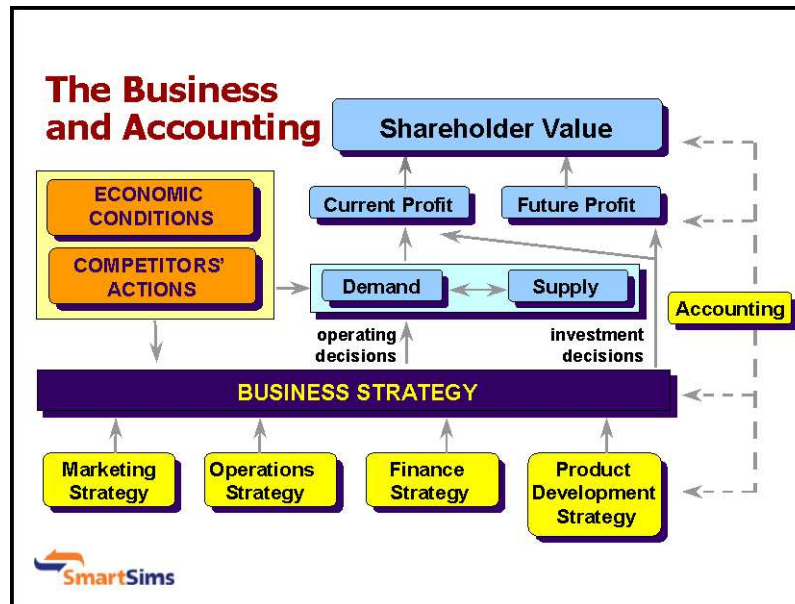 The Business
and Accounting
Shareholder Value
ECONOMIC
CONDITIONS
Current Profit
Future Profit
COMPETITORS'
ACTIONS
Demand
Supply
Accounting
operating
decisions
investment
decisions
BUSINESS STRATEGY
Marketing
Strategy
Operations
Strategy
Finance
Strategy
Product
Development
Strategy
SmartSims